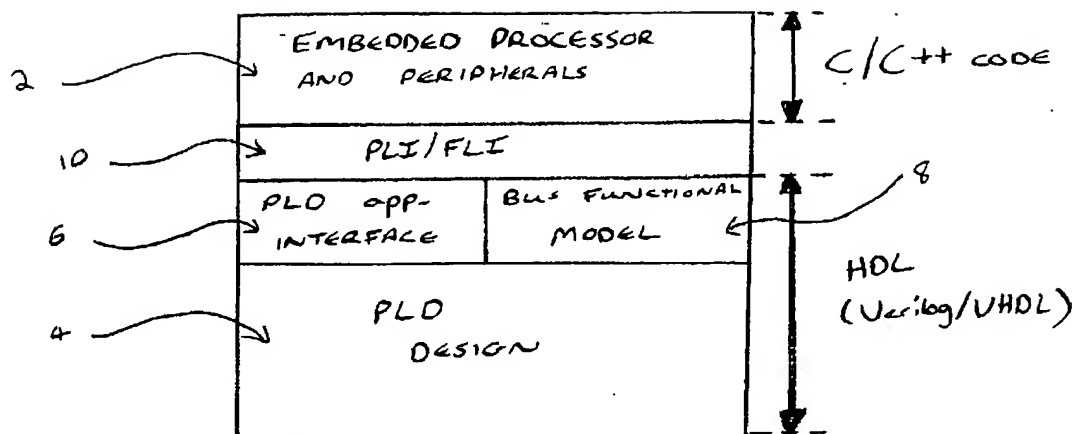 EMBEDDED PROCESSOR
AND PERIPHERALS
C/C++ CODE
2
PLI/FLI
10
PLD APP-
INTERFACE
BUS FUNCTIONAL
MODEL
8
6
HDL
(Verilog/VHDL)
PLD
DESIGN
4